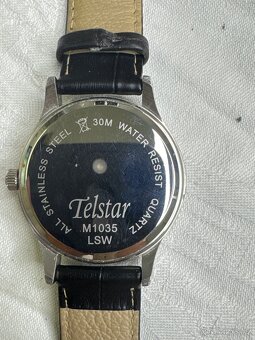 ALL STAINLESS STEEL 30M WATER RESIST QUARTZ
Telstar
M1035
LSW